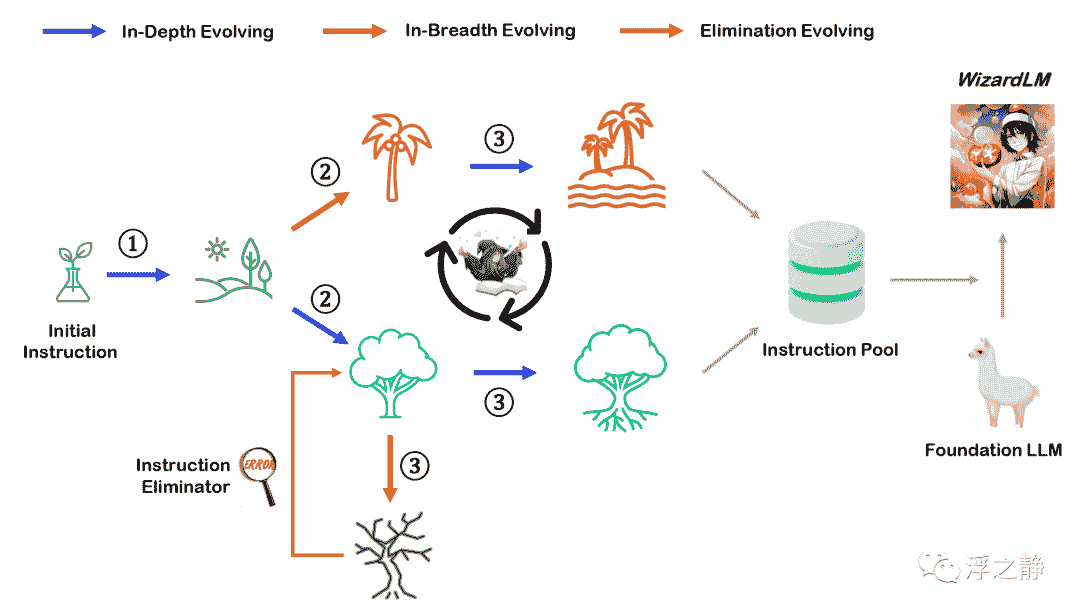 In-Depth Evolving
In-Breadth Evolving
Elimination Evolving
WizardLM
③
②
①
Initial
Instruction
②
Instruction Pool
③
Foundation LLM
Instruction
Eliminator
ERROR
③
浮之静